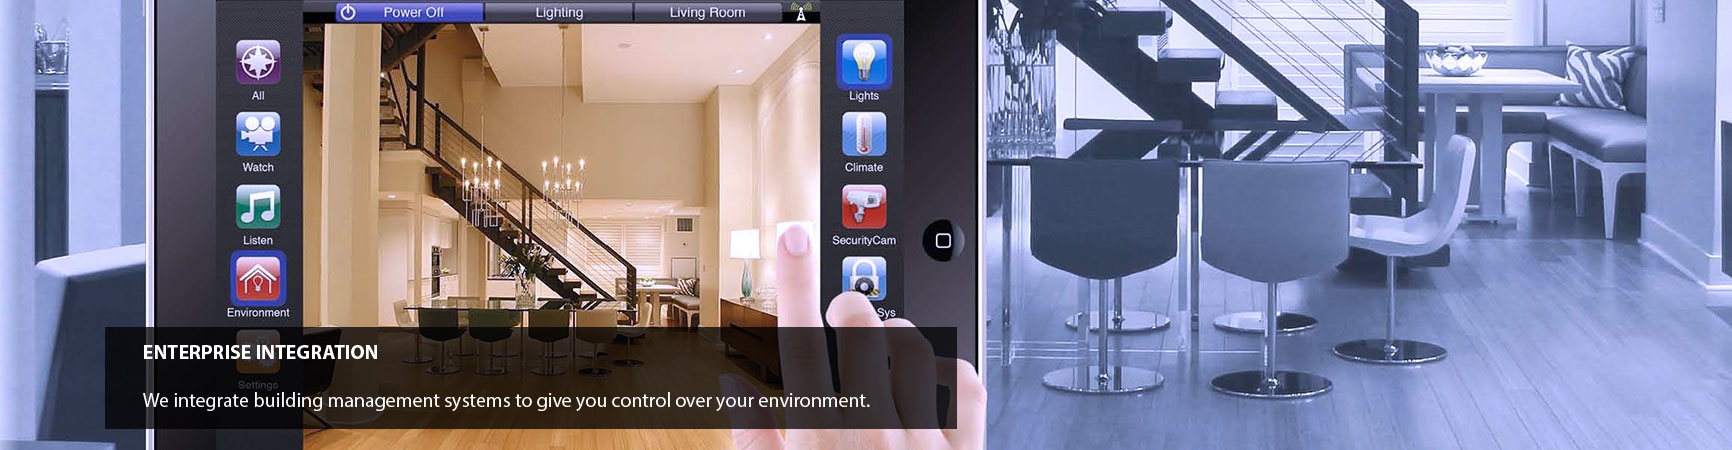 Power Off
Lighting
Living Room
All
Lights
Watch
Climate
Listen
SecurityCam
Environment
Sys
Settings
ENTERPRISE INTEGRATION
We integrate building management systems to give you control over your environment.